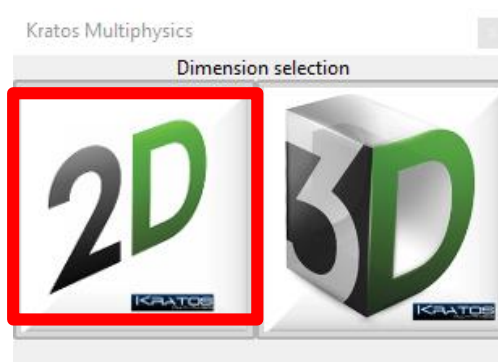 Kratos Multiphysics
Dimension selection
2D
KRATOS
3D
KRATOS